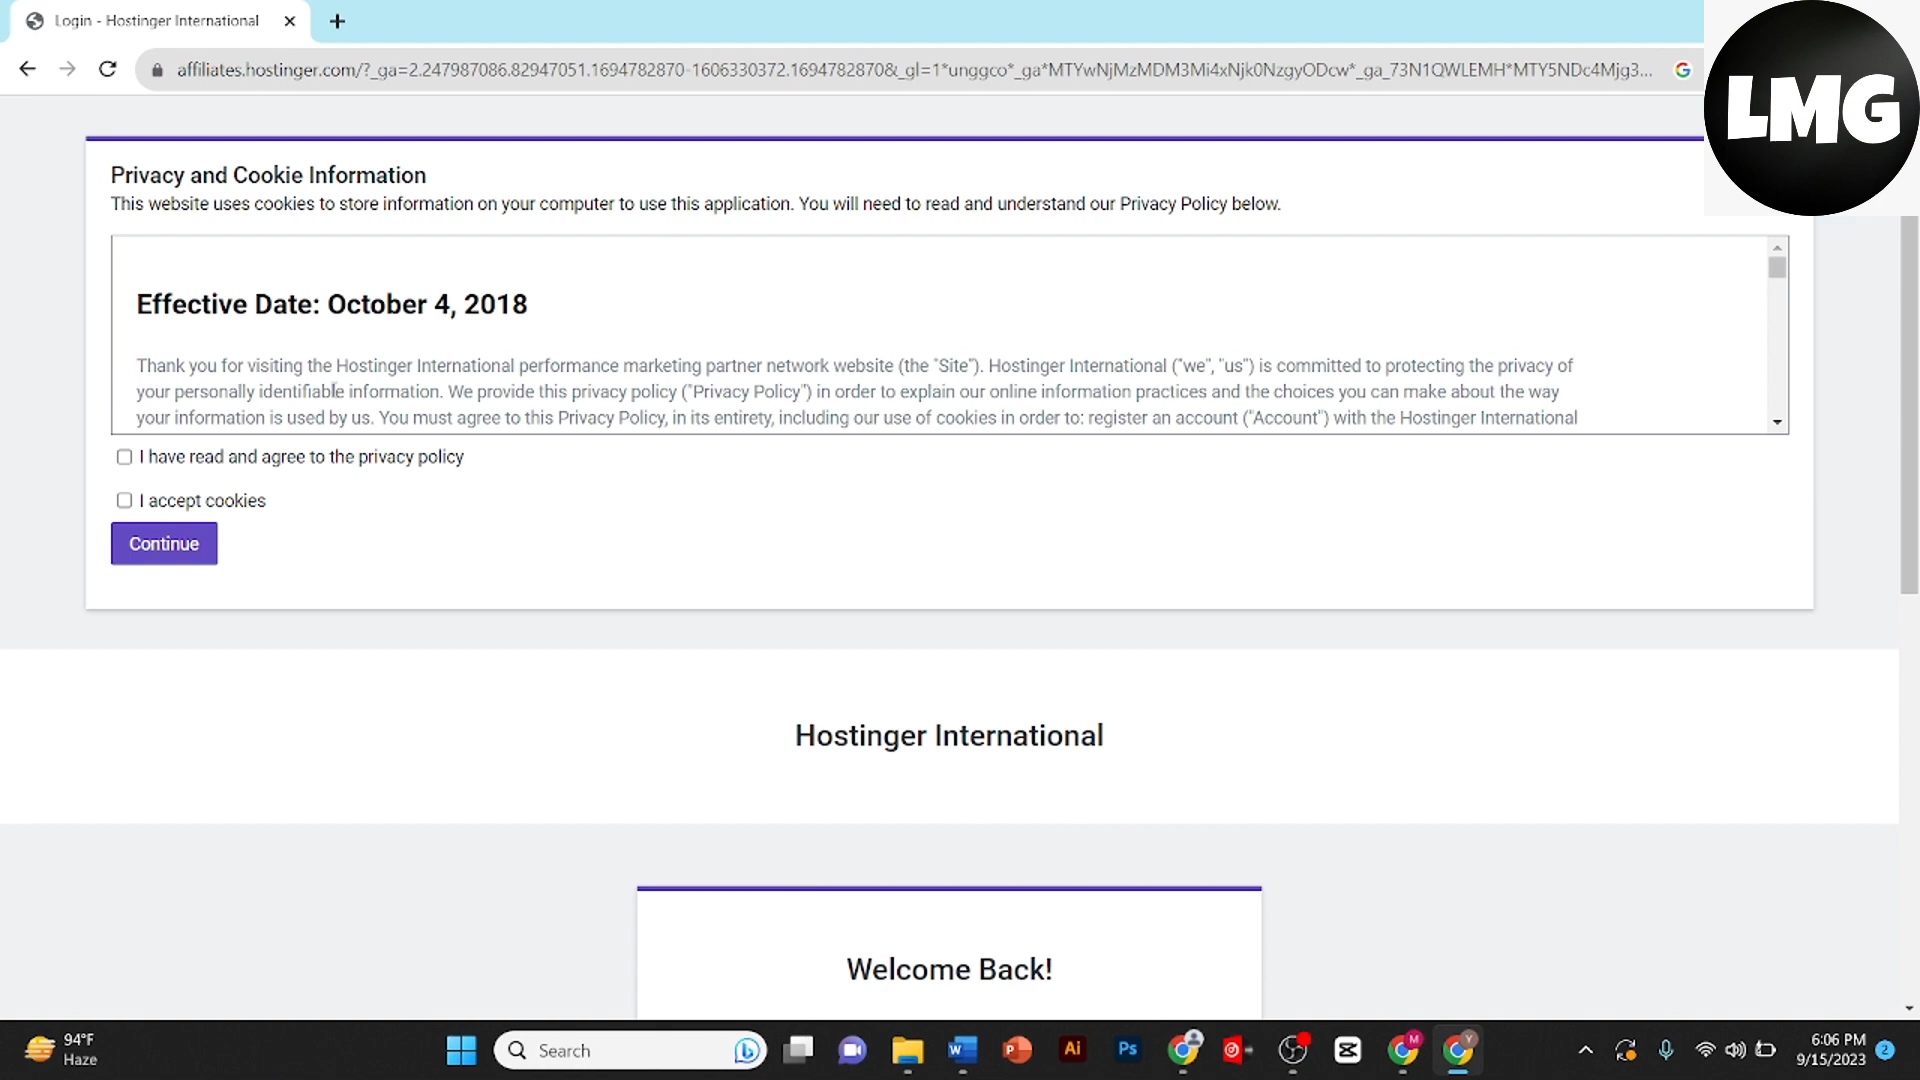 Login - Hostinger International
affiliates.hostinger.com/?_ga=2.247987086.82947051.1694782870-1606330372.1694782870&_gl=1*unggco*_ga*MTYwNjMzMDM3Mi4xNjk0NzgyODcw*_ga_73N1QWLEMH*MTY5NDc4Mjg3...
LMG
Privacy and Cookie Information
This website uses cookies to store information on your computer to use this application. You will need to read and understand our Privacy Policy below.
Effective Date: October 4, 2018
Thank you for visiting the Hostinger International performance marketing partner network website (the "Site"). Hostinger International ("we", "us") is committed to protecting the privacy of
your personally identifiable information. We provide this privacy policy ("Privacy Policy") in order to explain our online information practices and the choices you can make about the way
your information is used by us. You must agree to this Privacy Policy, in its entirety, including our use of cookies in order to: register an account ("Account") with the Hostinger International
I have read and agree to the privacy policy
I accept cookies
Continue
Hostinger International
Welcome Back!
94°F
Haze
Search
Ai
Ps
M
Y
6:06 PM
9/15/2023
2